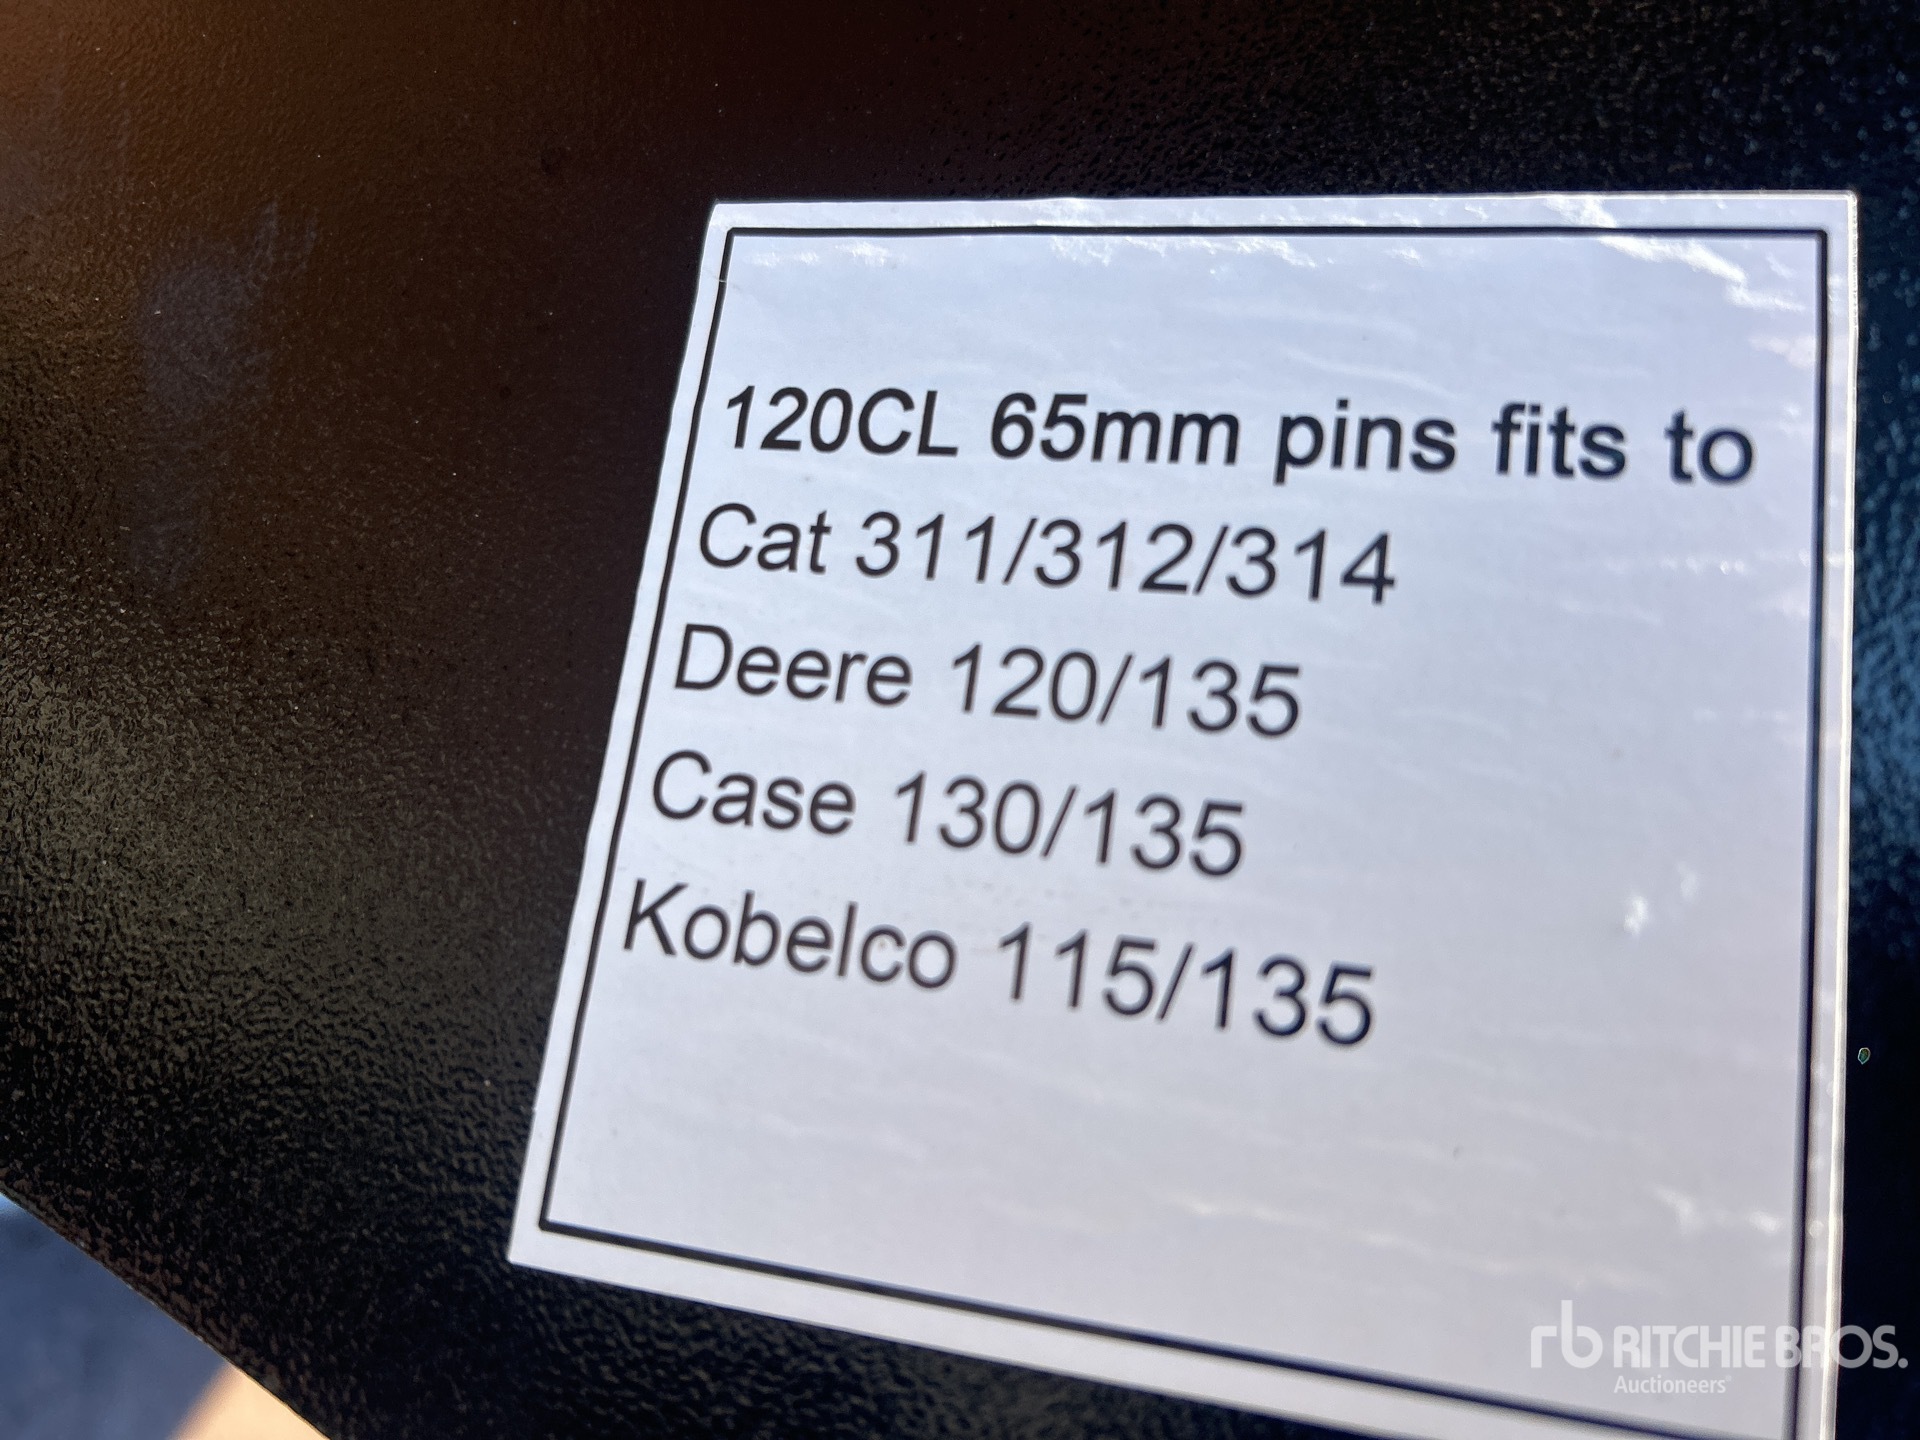 120CL 65mm pins fits to
Cat 311/312/314
Deere 120/135
Case 130/135
Kobelco 115/135
rb RITCHIE BROS.
Auctioneers